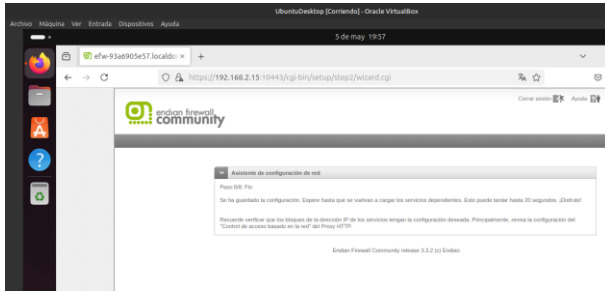 UbuntuDesktop [Corriendo] - Oracle VirtualBox
Archivo Máquina Ver Entrada Dispositivos Ayuda
5 de may 19:57
efw-93a6905e57.localdo: ×
https://192.168.2.15:10443/cgi-bin/setup/step2/wizard.cgi
Cerrar sesión Ayuda
endian firewall
community
Asistente de configuración de red
Paso 8/8: Fin
Se ha guardado la configuración. Espere hasta que se vuelvan a cargar los servicios dependientes. Esto puede tardar hasta 20 segundos. ¡Disfrute!
Recuerde verificar que los bloques de la dirección IP de los servicios tengan la configuración deseada. Principalmente, revisa la configuración del
"Control de acceso basado en la red" del Proxy HTTP.
Endian Firewall Community release 3.3.2 (c) Endian